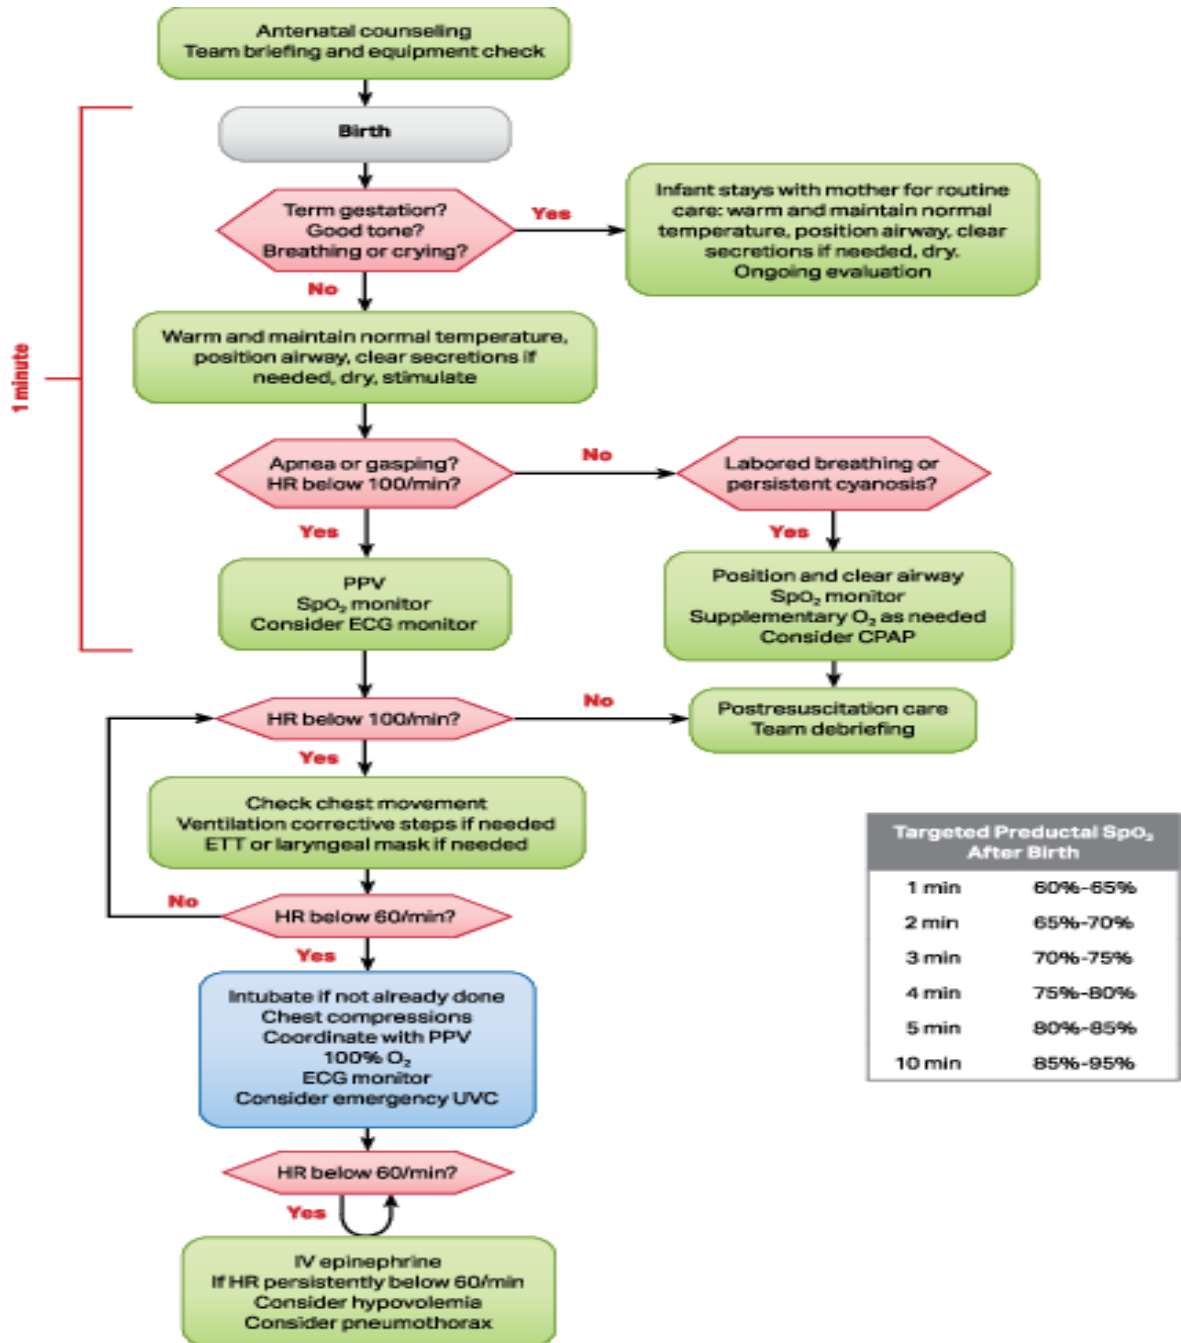 Antenatal counseling
Team briefing and equipment check
Birth
Term gestation?
Good tone?
Breathing or crying?
Yes
Infant stays with mother for routine
care: warm and maintain normal
temperature, position airway, clear
secretions if needed, dry.
Ongoing evaluation
No
Warm and maintain normal temperature,
position airway, clear secretions if
needed, dry, stimulate
1 minute
Apnea or gasping?
HR below 100/min?
No
Labored breathing or
persistent cyanosis?
Yes
Yes
PPV
SpO₂ monitor
Consider ECG monitor
Position and clear airway
SpO₂ monitor
Supplementary O₂ as needed
Consider CPAP
HR below 100/min?
No
Postresuscitation care
Team debriefing
Yes
Check chest movement
Ventilation corrective steps if needed
ETT or laryngeal mask if needed
No
HR below 60/min?
Yes
Intubate if not already done
Chest compressions
Coordinate with PPV
100% O₂
ECG monitor
Consider emergency UVC
HR below 60/min?
Yes
IV epinephrine
If HR persistently below 60/min
Consider hypovolemia
Consider pneumothorax
Targeted Preductal SpO₂
After Birth
1 min 60%-65%
2 min 65%-70%
3 min 70%-75%
4 min 75%-80%
5 min 80%-85%
10 min 85%-95%